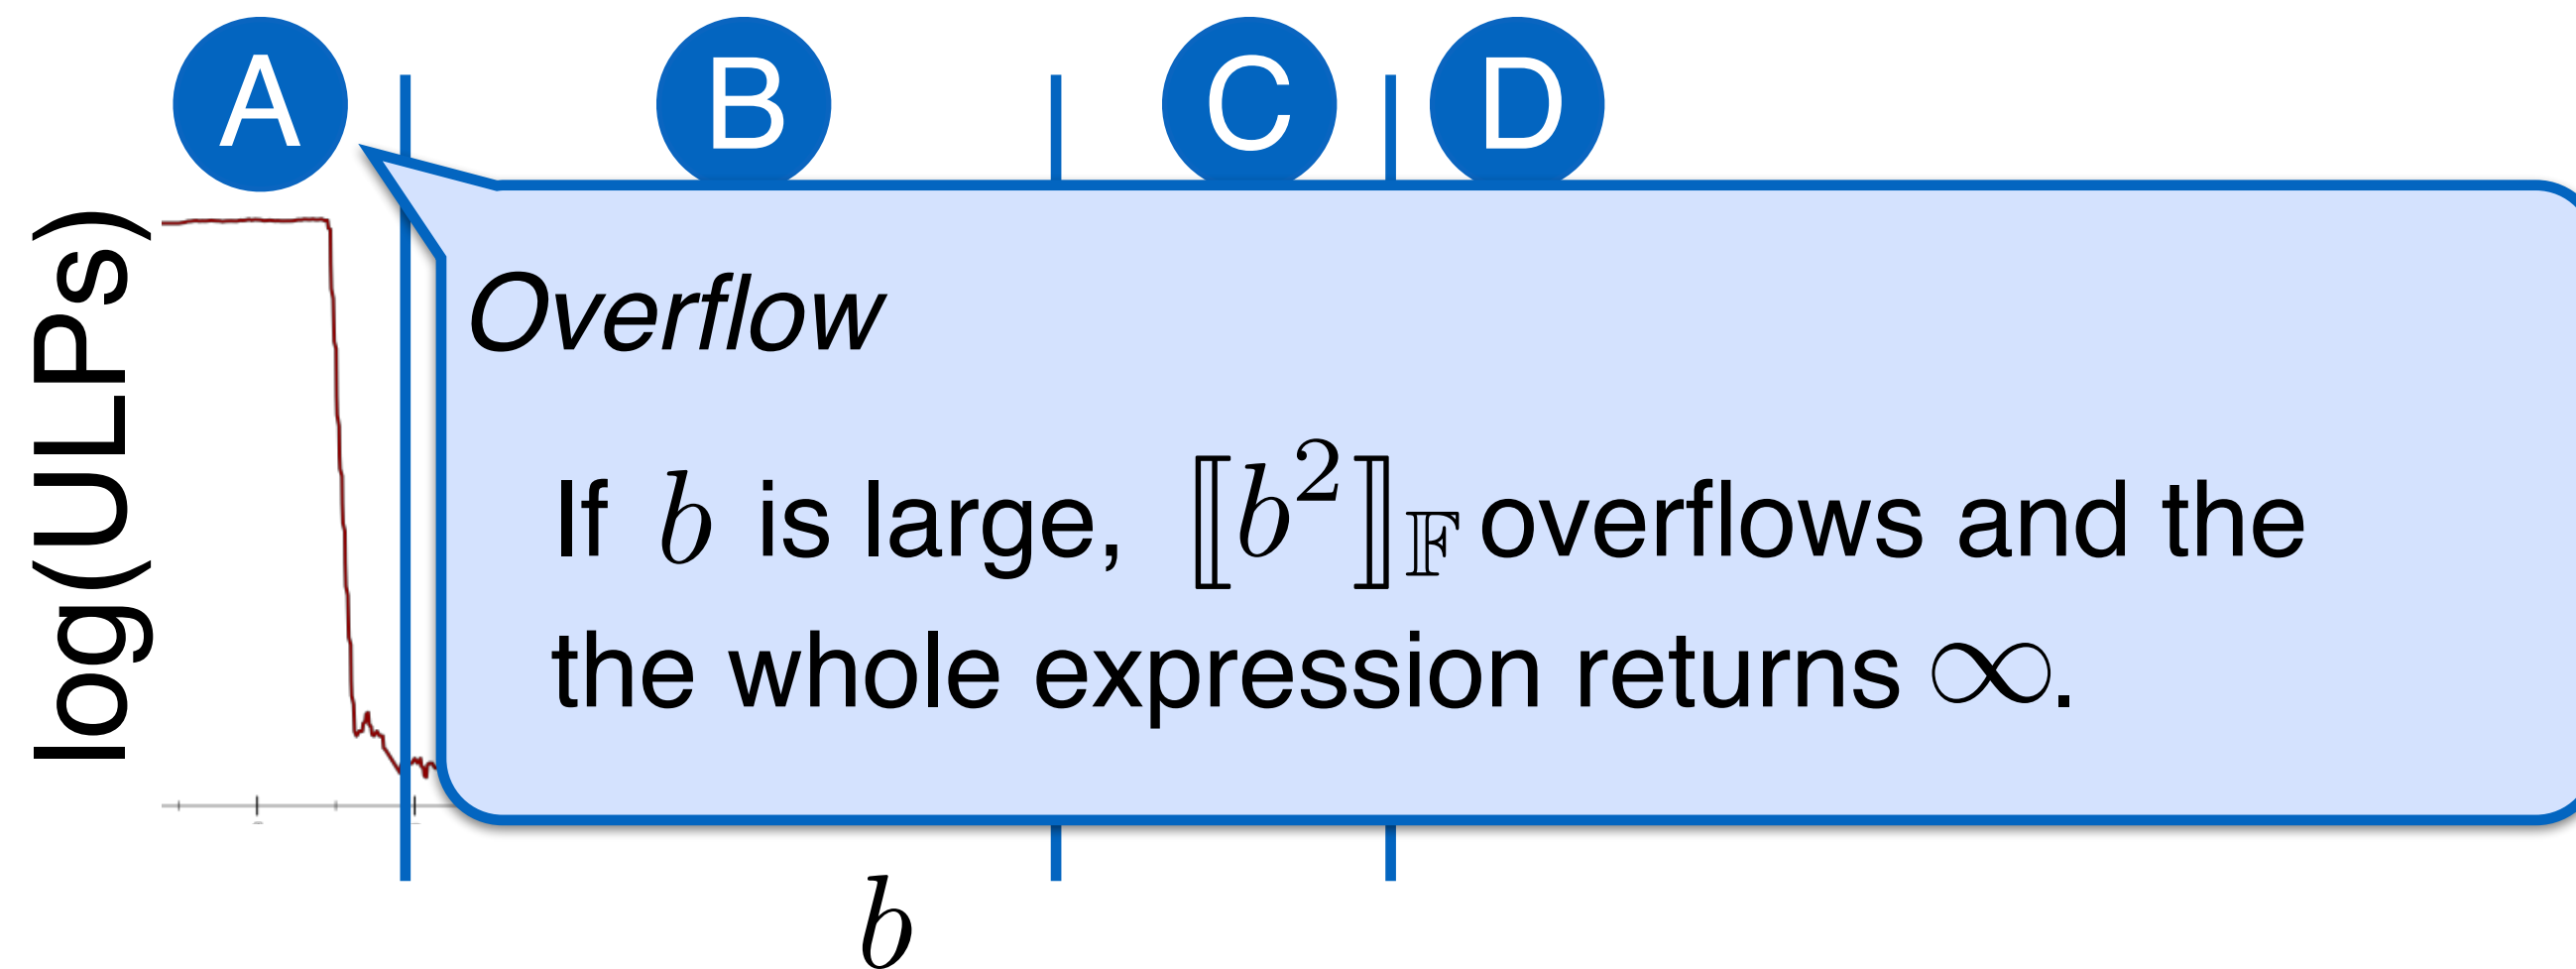 A B C D
log(ULPs)
Overflow
If b is large, ⟦b²⟧𝔽 overflows and the
the whole expression returns ∞.
b